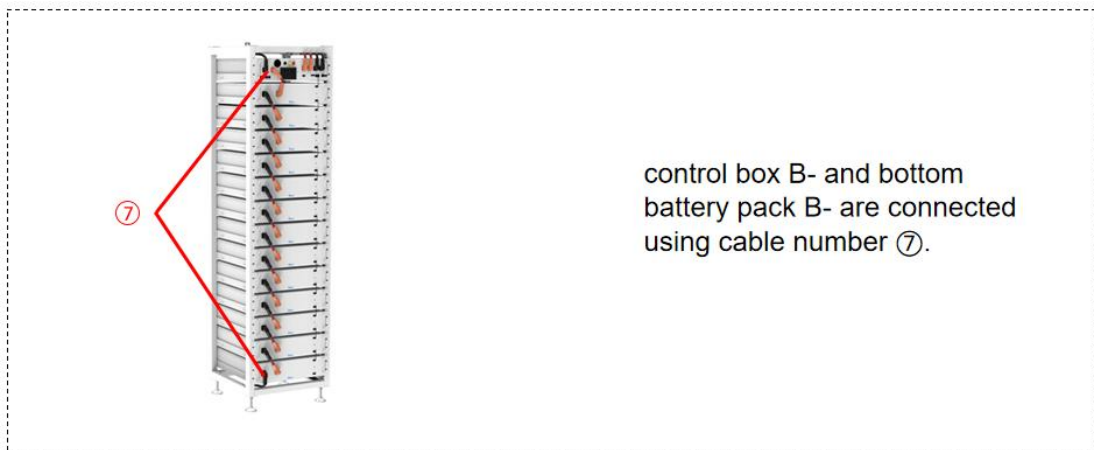 ⑦
control box B- and bottom
battery pack B- are connected
using cable number ⑦.